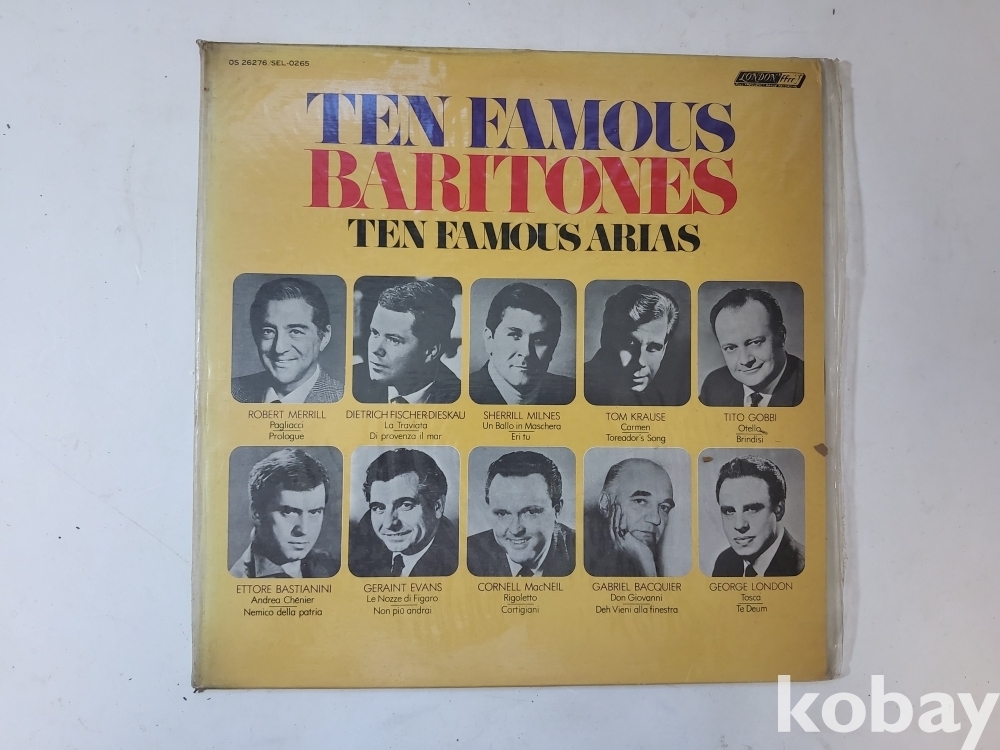 OS 26276/SEL-0265
LONDON ffrr
TEN FAMOUS
BARITONES
TEN FAMOUS ARIAS
ROBERT MERRILL
Pagliacci
Prologue
DIETRICH FISCHER-DIESKAU
La Traviata
Di provenza il mar
SHERRILL MILNES
Un Ballo in Maschera
Eri tu
TOM KRAUSE
Carmen
Toreador's Song
TITO GOBBI
Otello
Brindisi
ETTORE BASTIANINI
Andrea Chénier
Nemico della patria
GERAINT EVANS
Le Nozze di Figaro
Non più andrai
CORNELL MacNEIL
Rigoletto
Cortigiani
GABRIEL BACQUIER
Don Giovanni
Deh Vieni alla finestra
GEORGE LONDON
Tosca
Te Deum
kobay